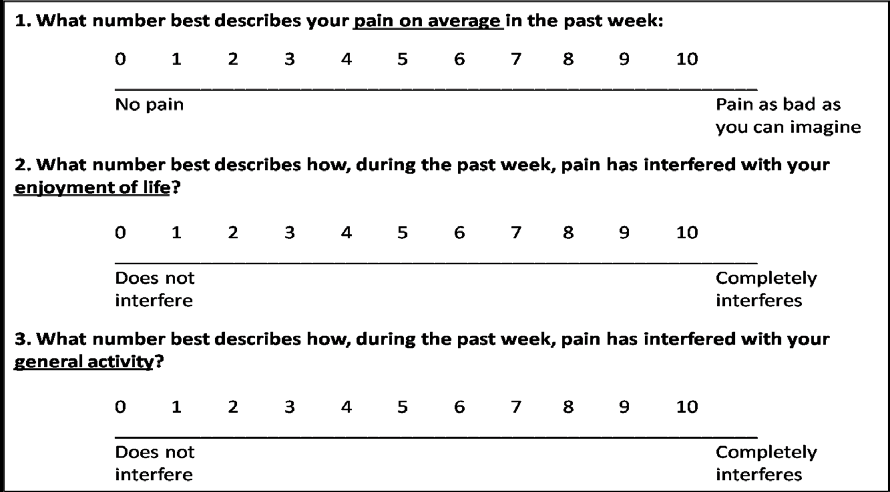 1. What number best describes your pain on average in the past week:
0 1 2 3 4 5 6 7 8 9 10
No pain Pain as bad as
you can imagine
2. What number best describes how, during the past week, pain has interfered with your
enjoyment of life?
0 1 2 3 4 5 6 7 8 9 10
Does not Completely
interfere interferes
3. What number best describes how, during the past week, pain has interfered with your
general activity?
0 1 2 3 4 5 6 7 8 9 10
Does not Completely
interfere interferes